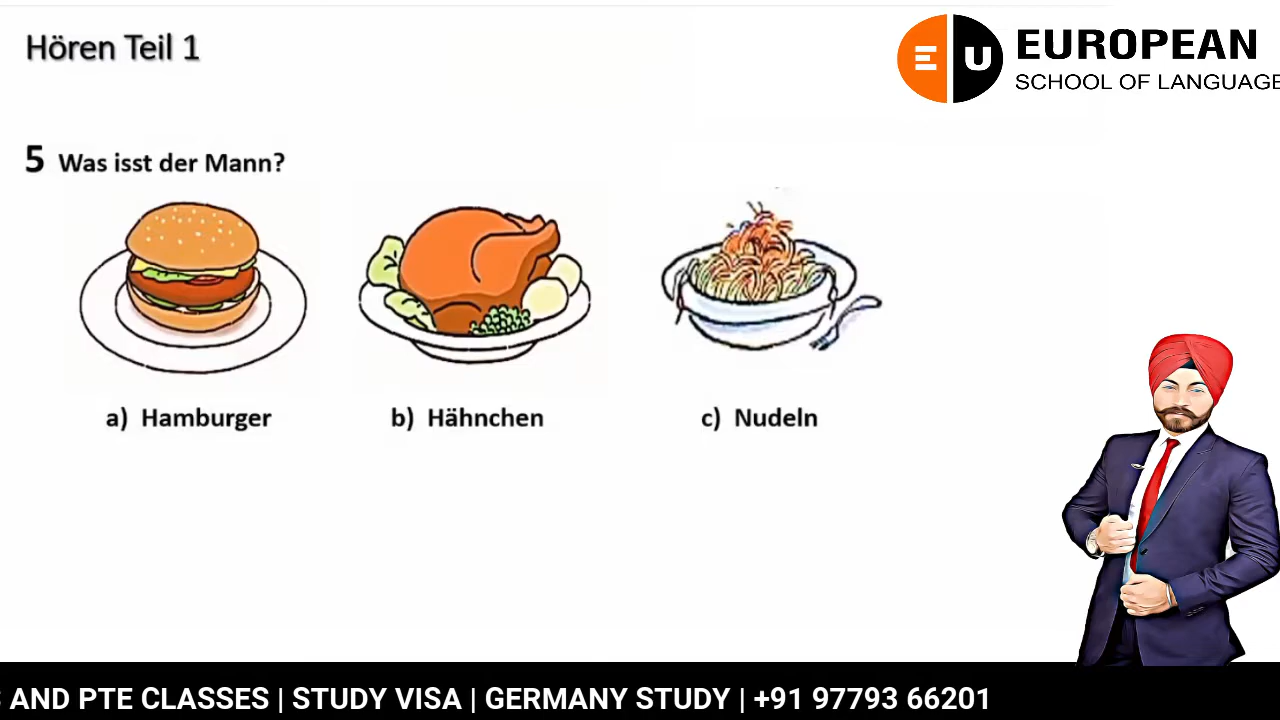 Hören Teil 1
E U EUROPEAN
SCHOOL OF LANGUAGE
5 Was isst der Mann?
a) Hamburger b) Hähnchen c) Nudeln
AND PTE CLASSES | STUDY VISA | GERMANY STUDY | +91 97793 66201